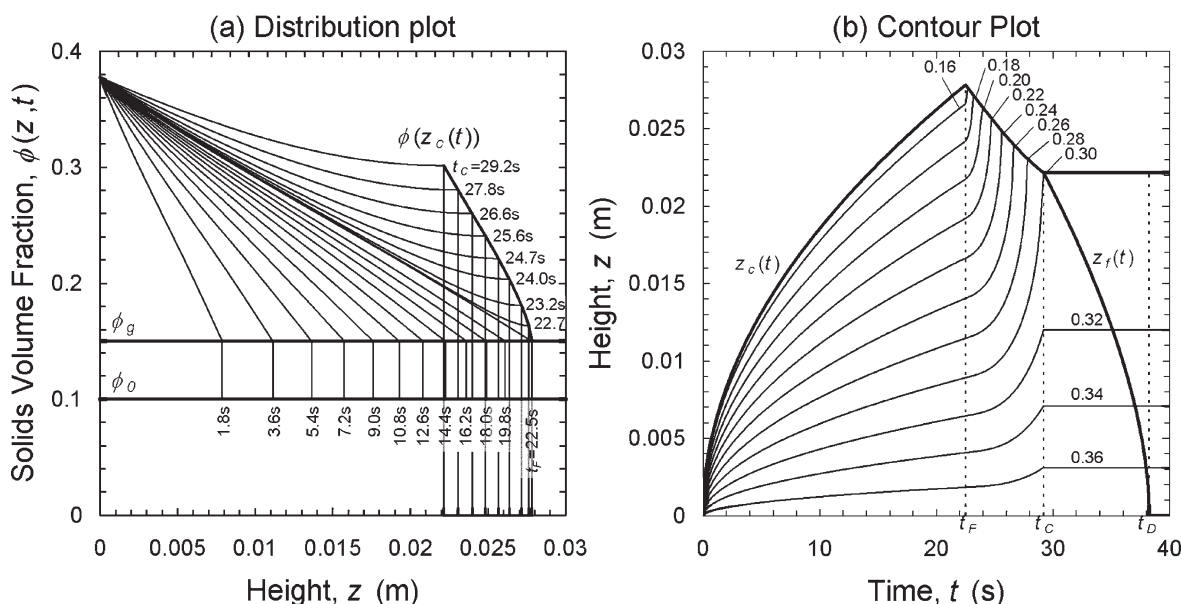 (a) Distribution plot
Solids Volume Fraction, ϕ(z,t)
0.4
0.3
0.2
0.1
0
ϕ(z_c(t))
t_C=29.2s
27.8s
26.6s
25.6s
24.7s
24.0s
23.2s
22.7
ϕ_g
ϕ_0
1.8s
3.6s
5.4s
7.2s
9.0s
10.8s
12.6s
14.4s
16.2s
18.0s
19.8s
t_F=22.5s
0 0.005 0.01 0.015 0.02 0.025 0.03
Height, z (m)
(b) Contour Plot
Height, z (m)
0.03
0.025
0.02
0.015
0.01
0.005
0
0.16
0.18
0.20
0.22
0.24
0.26
0.28
0.30
z_c(t)
z_f(t)
0.32
0.34
0.36
t_F
t_C
t_D
0 10 20 30 40
Time, t (s)